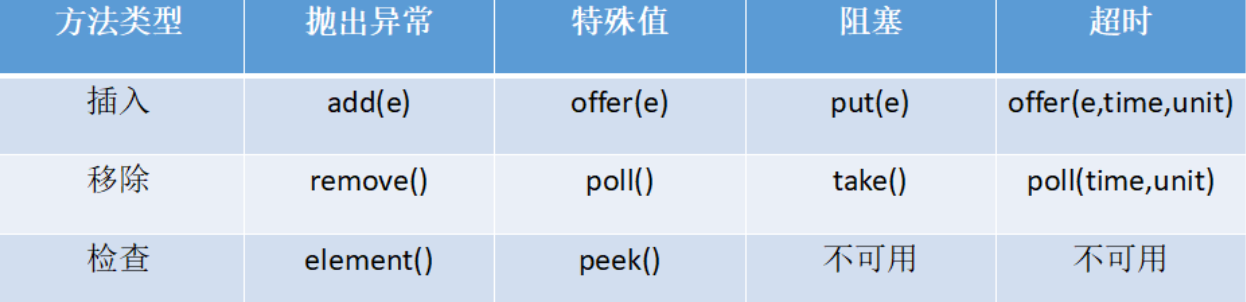 方法类型 抛出异常 特殊值 阻塞 超时
插入 add(e) offer(e) put(e) offer(e,time,unit)
移除 remove() poll() take() poll(time,unit)
检查 element() peek() 不可用 不可用